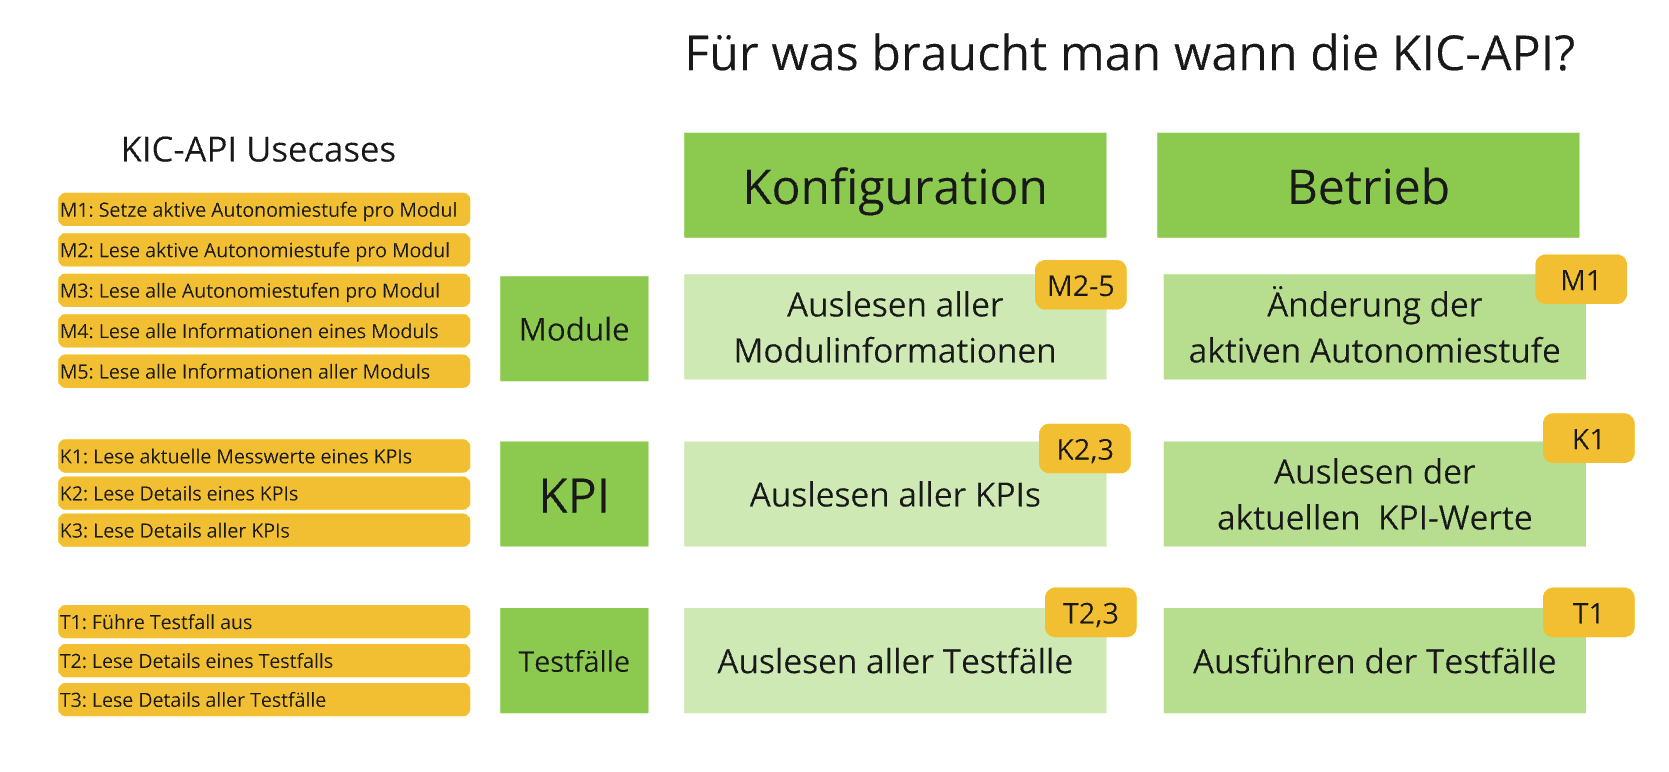 Für was braucht man wann die KIC-API?
KIC-API Usecases
M1: Setze aktive Autonomiestufe pro Modul
M2: Lese aktive Autonomiestufe pro Modul
M3: Lese alle Autonomiestufen pro Modul
M4: Lese alle Informationen eines Moduls
M5: Lese alle Informationen aller Moduls
K1: Lese aktuelle Messwerte eines KPIs
K2: Lese Details eines KPIs
K3: Lese Details aller KPIs
T1: Führe Testfall aus
T2: Lese Details eines Testfalls
T3: Lese Details aller Testfälle
Konfiguration
Betrieb
Module
Auslesen aller
Modulinformationen
M2-5
Änderung der
aktiven Autonomiestufe
M1
KPI
Auslesen aller KPIs
K2,3
Auslesen der
aktuellen KPI-Werte
K1
Testfälle
Auslesen aller Testfälle
T2,3
Ausführen der Testfälle
T1